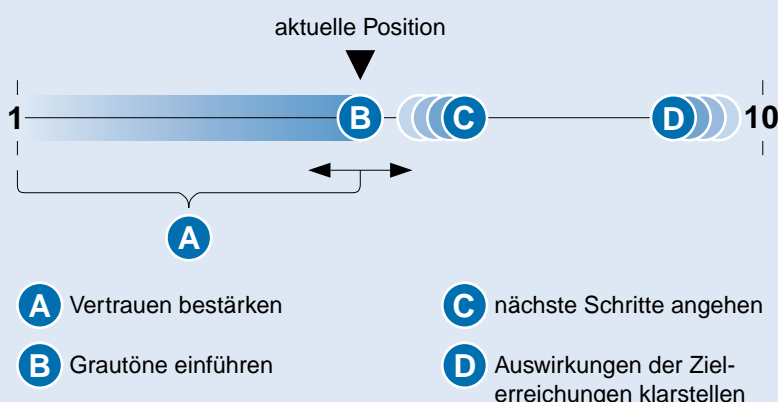 aktuelle Position
1
B
C
D
10
A
A Vertrauen bestärken
C nächste Schritte angehen
B Grautöne einführen
D Auswirkungen der Ziel-
erreichungen klarstellen